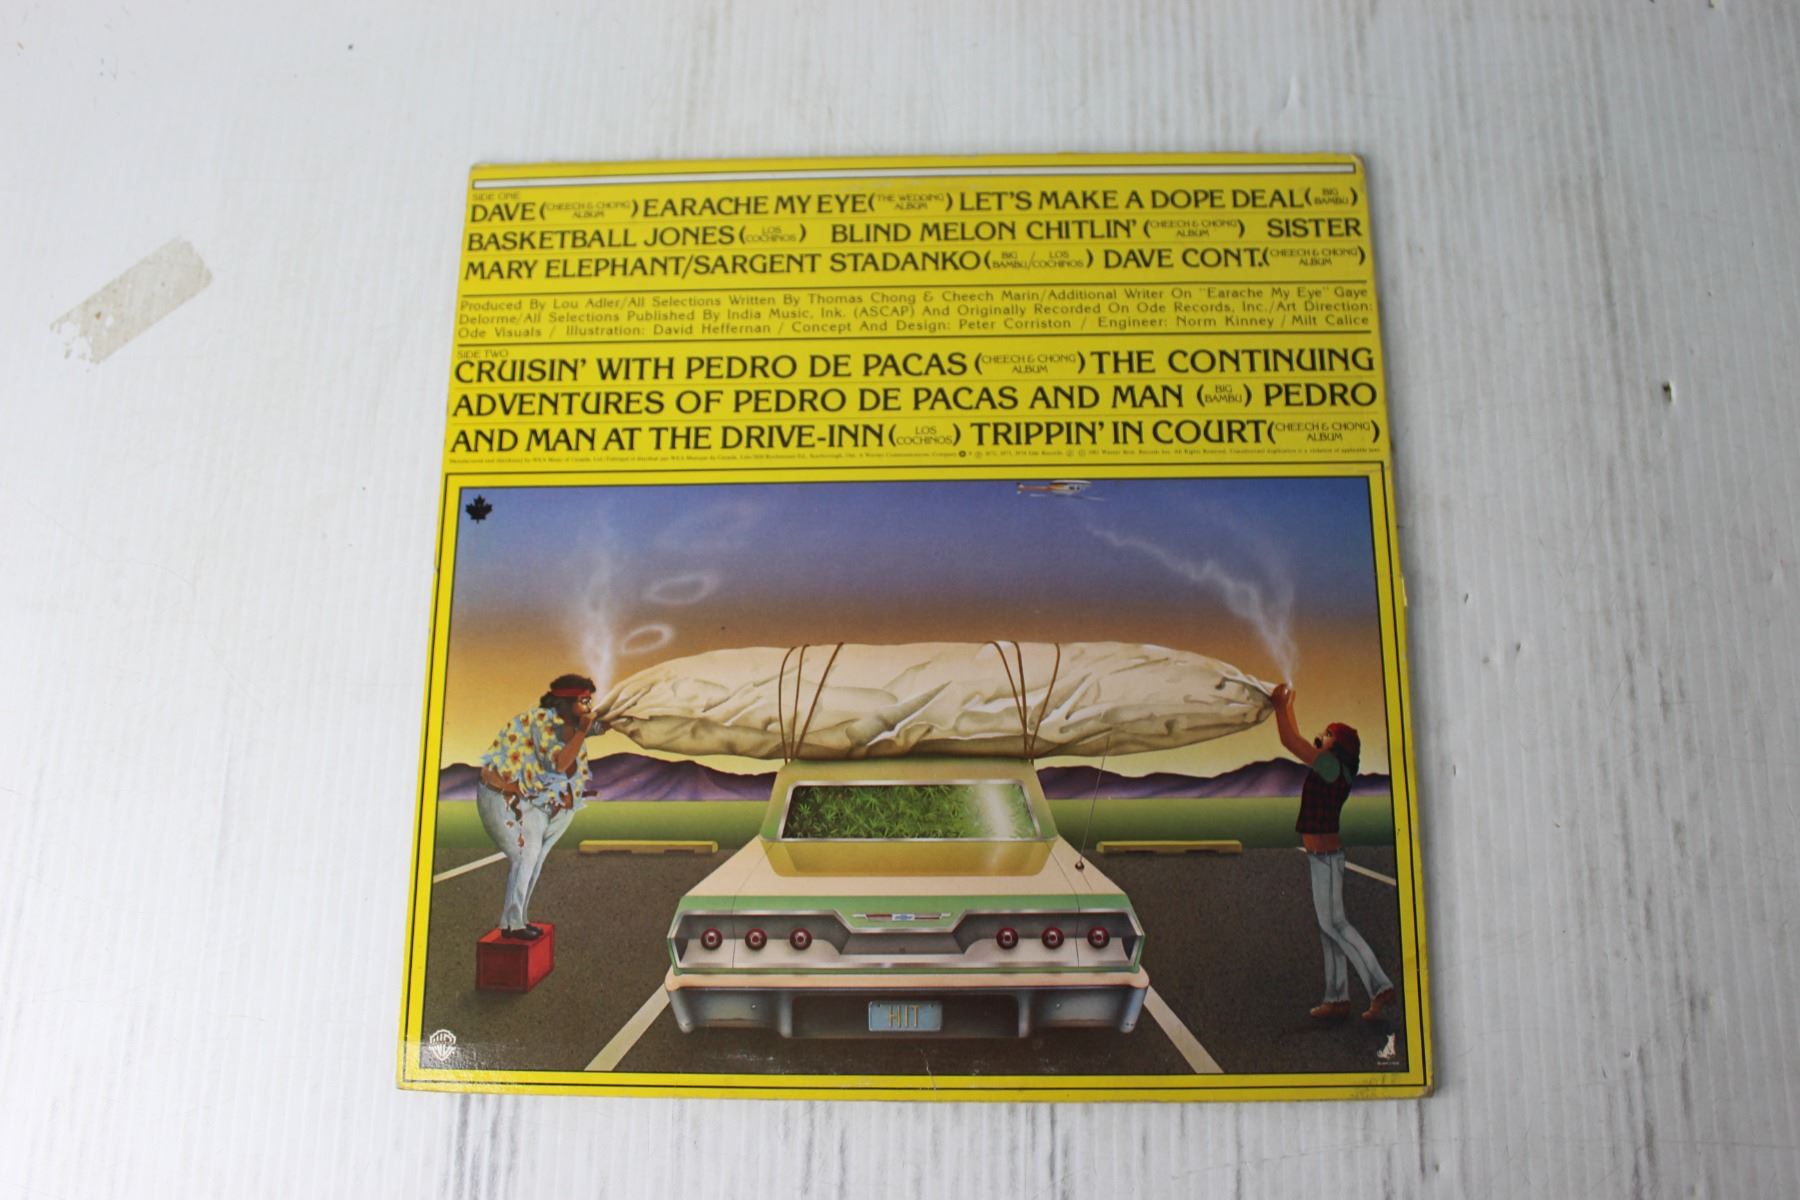 SIDE ONE
DAVE (CHEECH & CHONG ALBUM) EARACHE MY EYE (THE WEDDING ALBUM) LET'S MAKE A DOPE DEAL (BIG BAMBU)
BASKETBALL JONES (LOS COCHINOS) BLIND MELON CHITLIN' (CHEECH & CHONG ALBUM) SISTER
MARY ELEPHANT/SARGENT STADANKO (BIG BAMBU/LOS COCHINOS) DAVE CONT. (CHEECH & CHONG ALBUM)
Produced By Lou Adler/All Selections Written By Thomas Chong & Cheech Marin/Additional Writer On "Earache My Eye" Gaye
Delorme/All Selections Published By India Music, Ink. (ASCAP) And Originally Recorded On Ode Records, Inc./Art Direction:
Ode Visuals / Illustration: David Heffernan / Concept And Design: Peter Corriston / Engineer: Norm Kinney / Milt Calice
SIDE TWO
CRUISIN' WITH PEDRO DE PACAS (CHEECH & CHONG ALBUM) THE CONTINUING
ADVENTURES OF PEDRO DE PACAS AND MAN (BIG BAMBU) PEDRO
AND MAN AT THE DRIVE-INN (LOS COCHINOS) TRIPPIN' IN COURT (CHEECH & CHONG ALBUM)
HIT